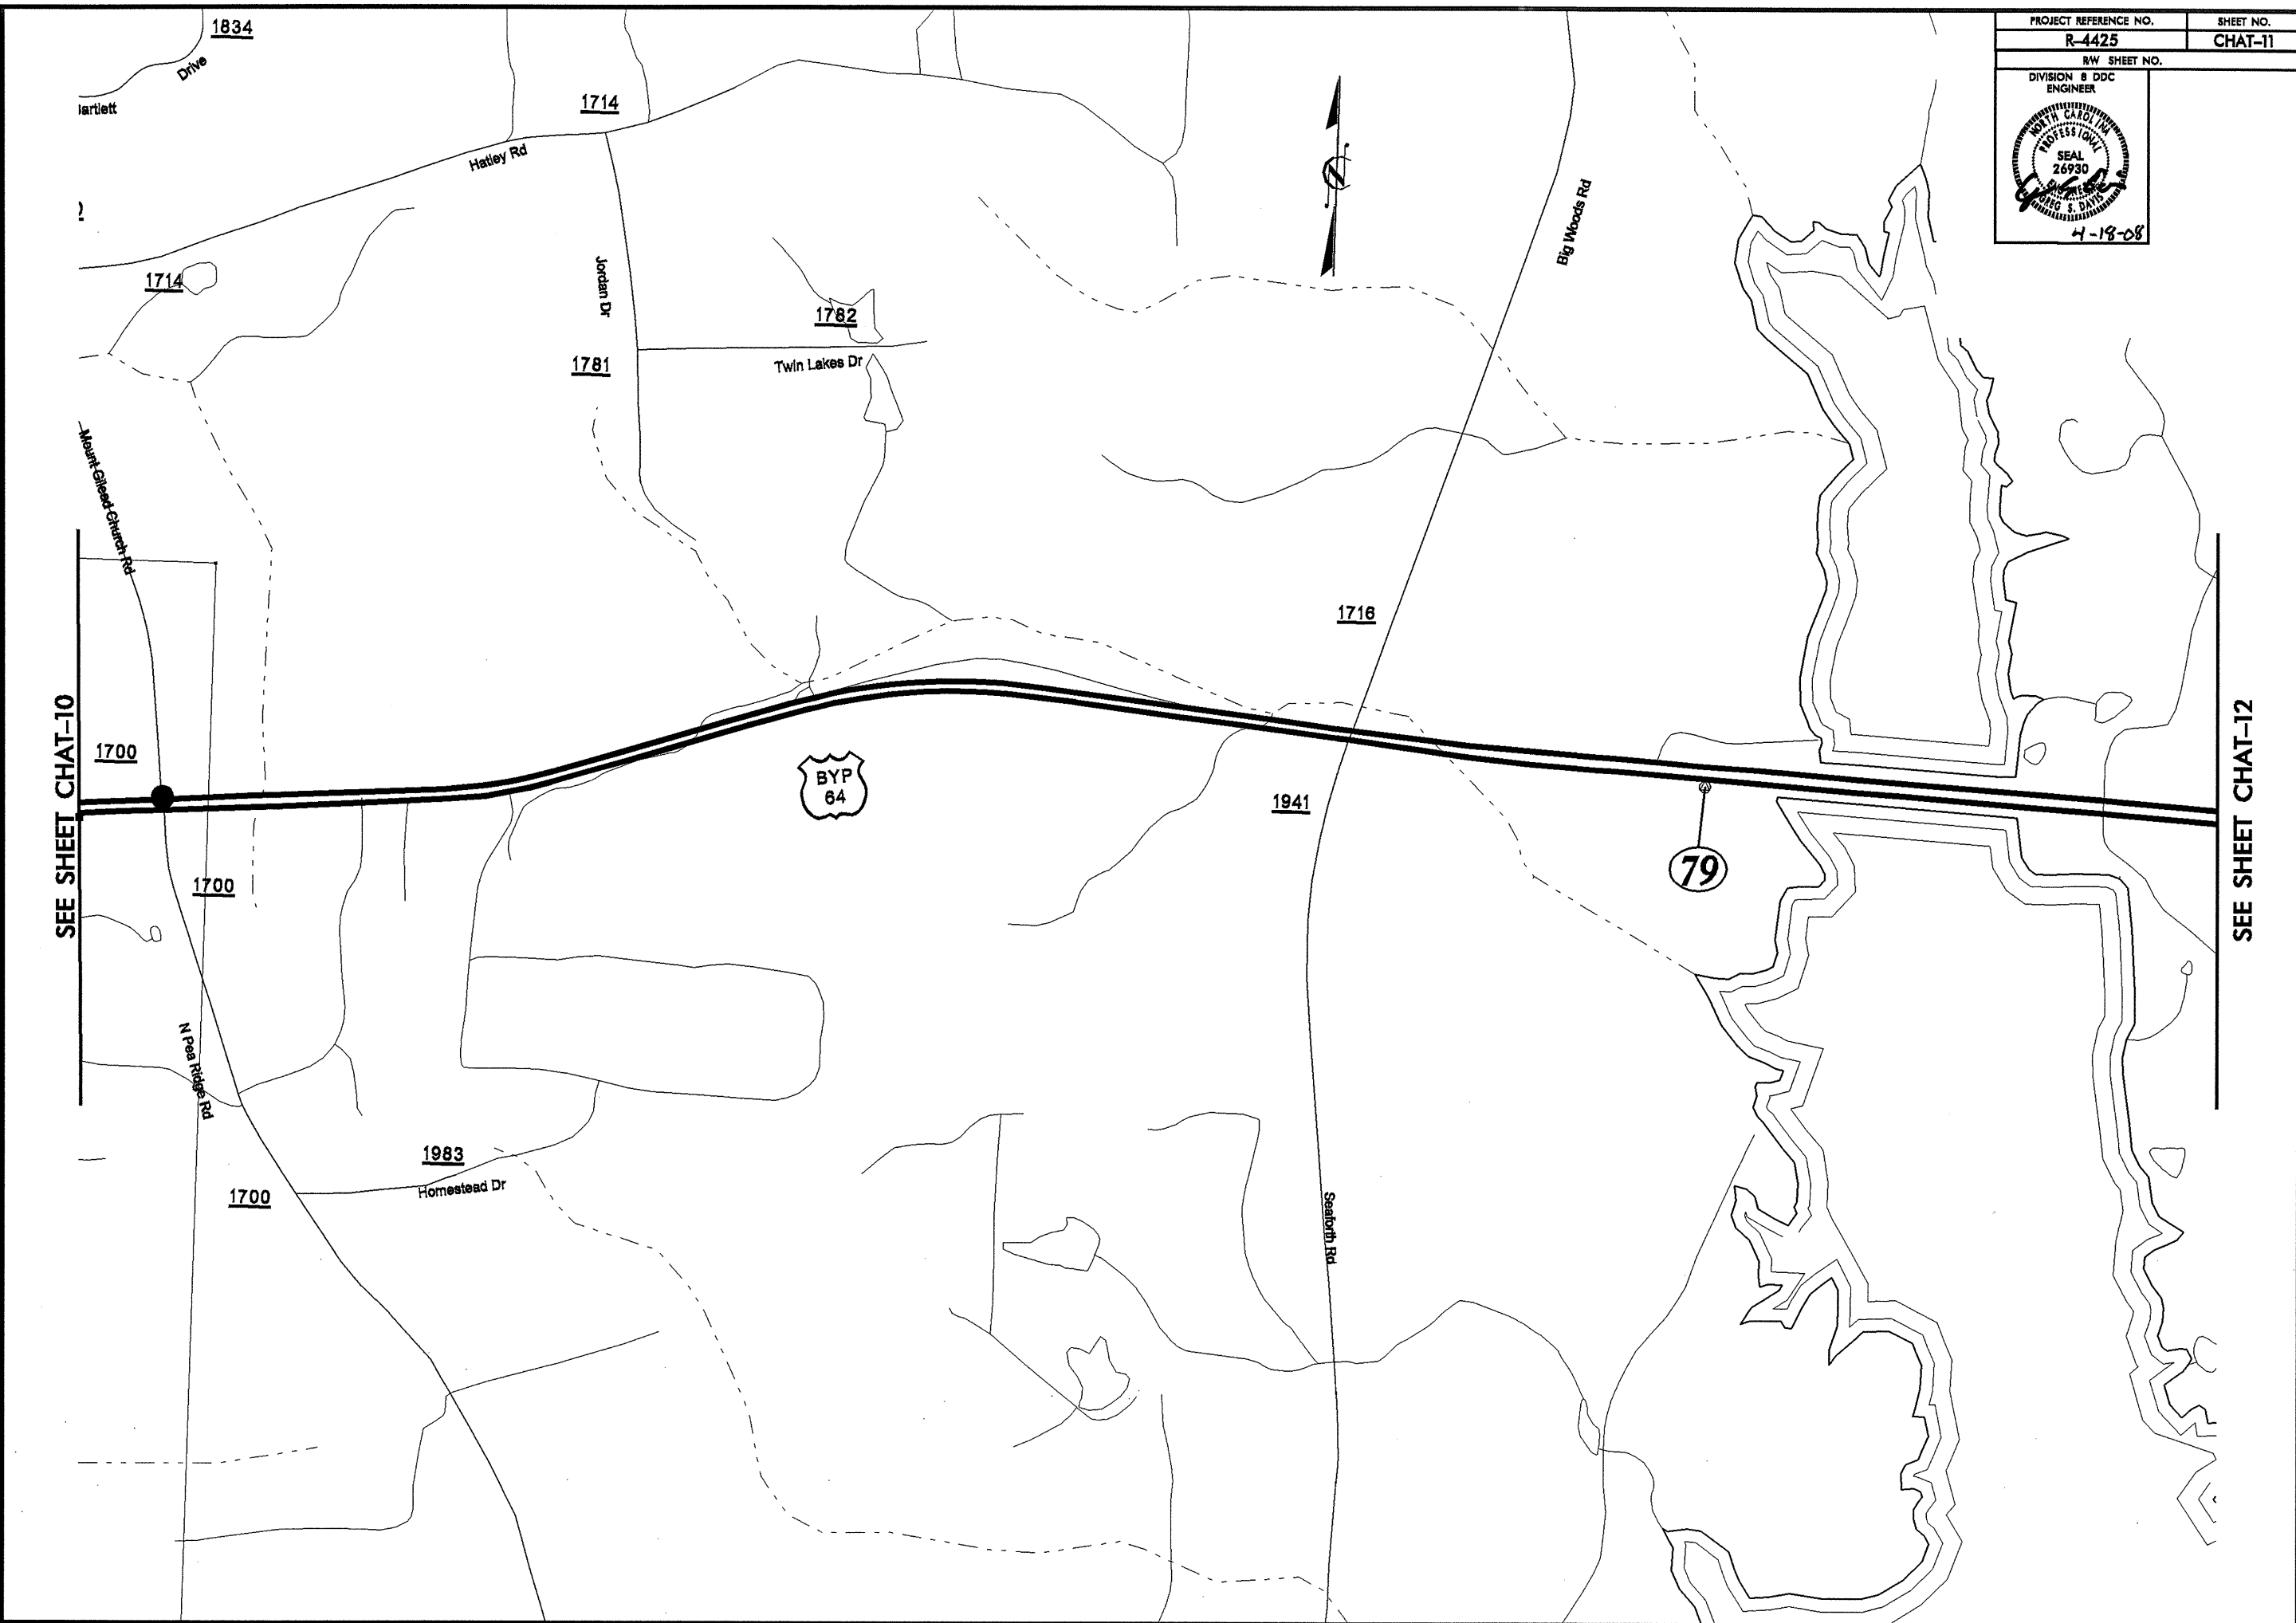 PROJECT REFERENCE NO.
SHEET NO.
R-4425
CHAT-11
R/W SHEET NO.
DIVISION 8 DDC
ENGINEER
NORTH CAROLINA
PROFESSIONAL
SEAL
26930
ENGINEER
GREG S. DAVIS
4-18-08
1834
Drive
1714
Hatley Rd
Big Woods Rd
1714
Jordan Dr
1782
1781
Twin Lakes Dr
Mount Gilead Church Rd
1716
SEE SHEET CHAT-10
SEE SHEET CHAT-12
1700
BYP
64
1941
79
1700
N Pea Ridge Rd
1983
Homestead Dr
1700
Seaforth Rd